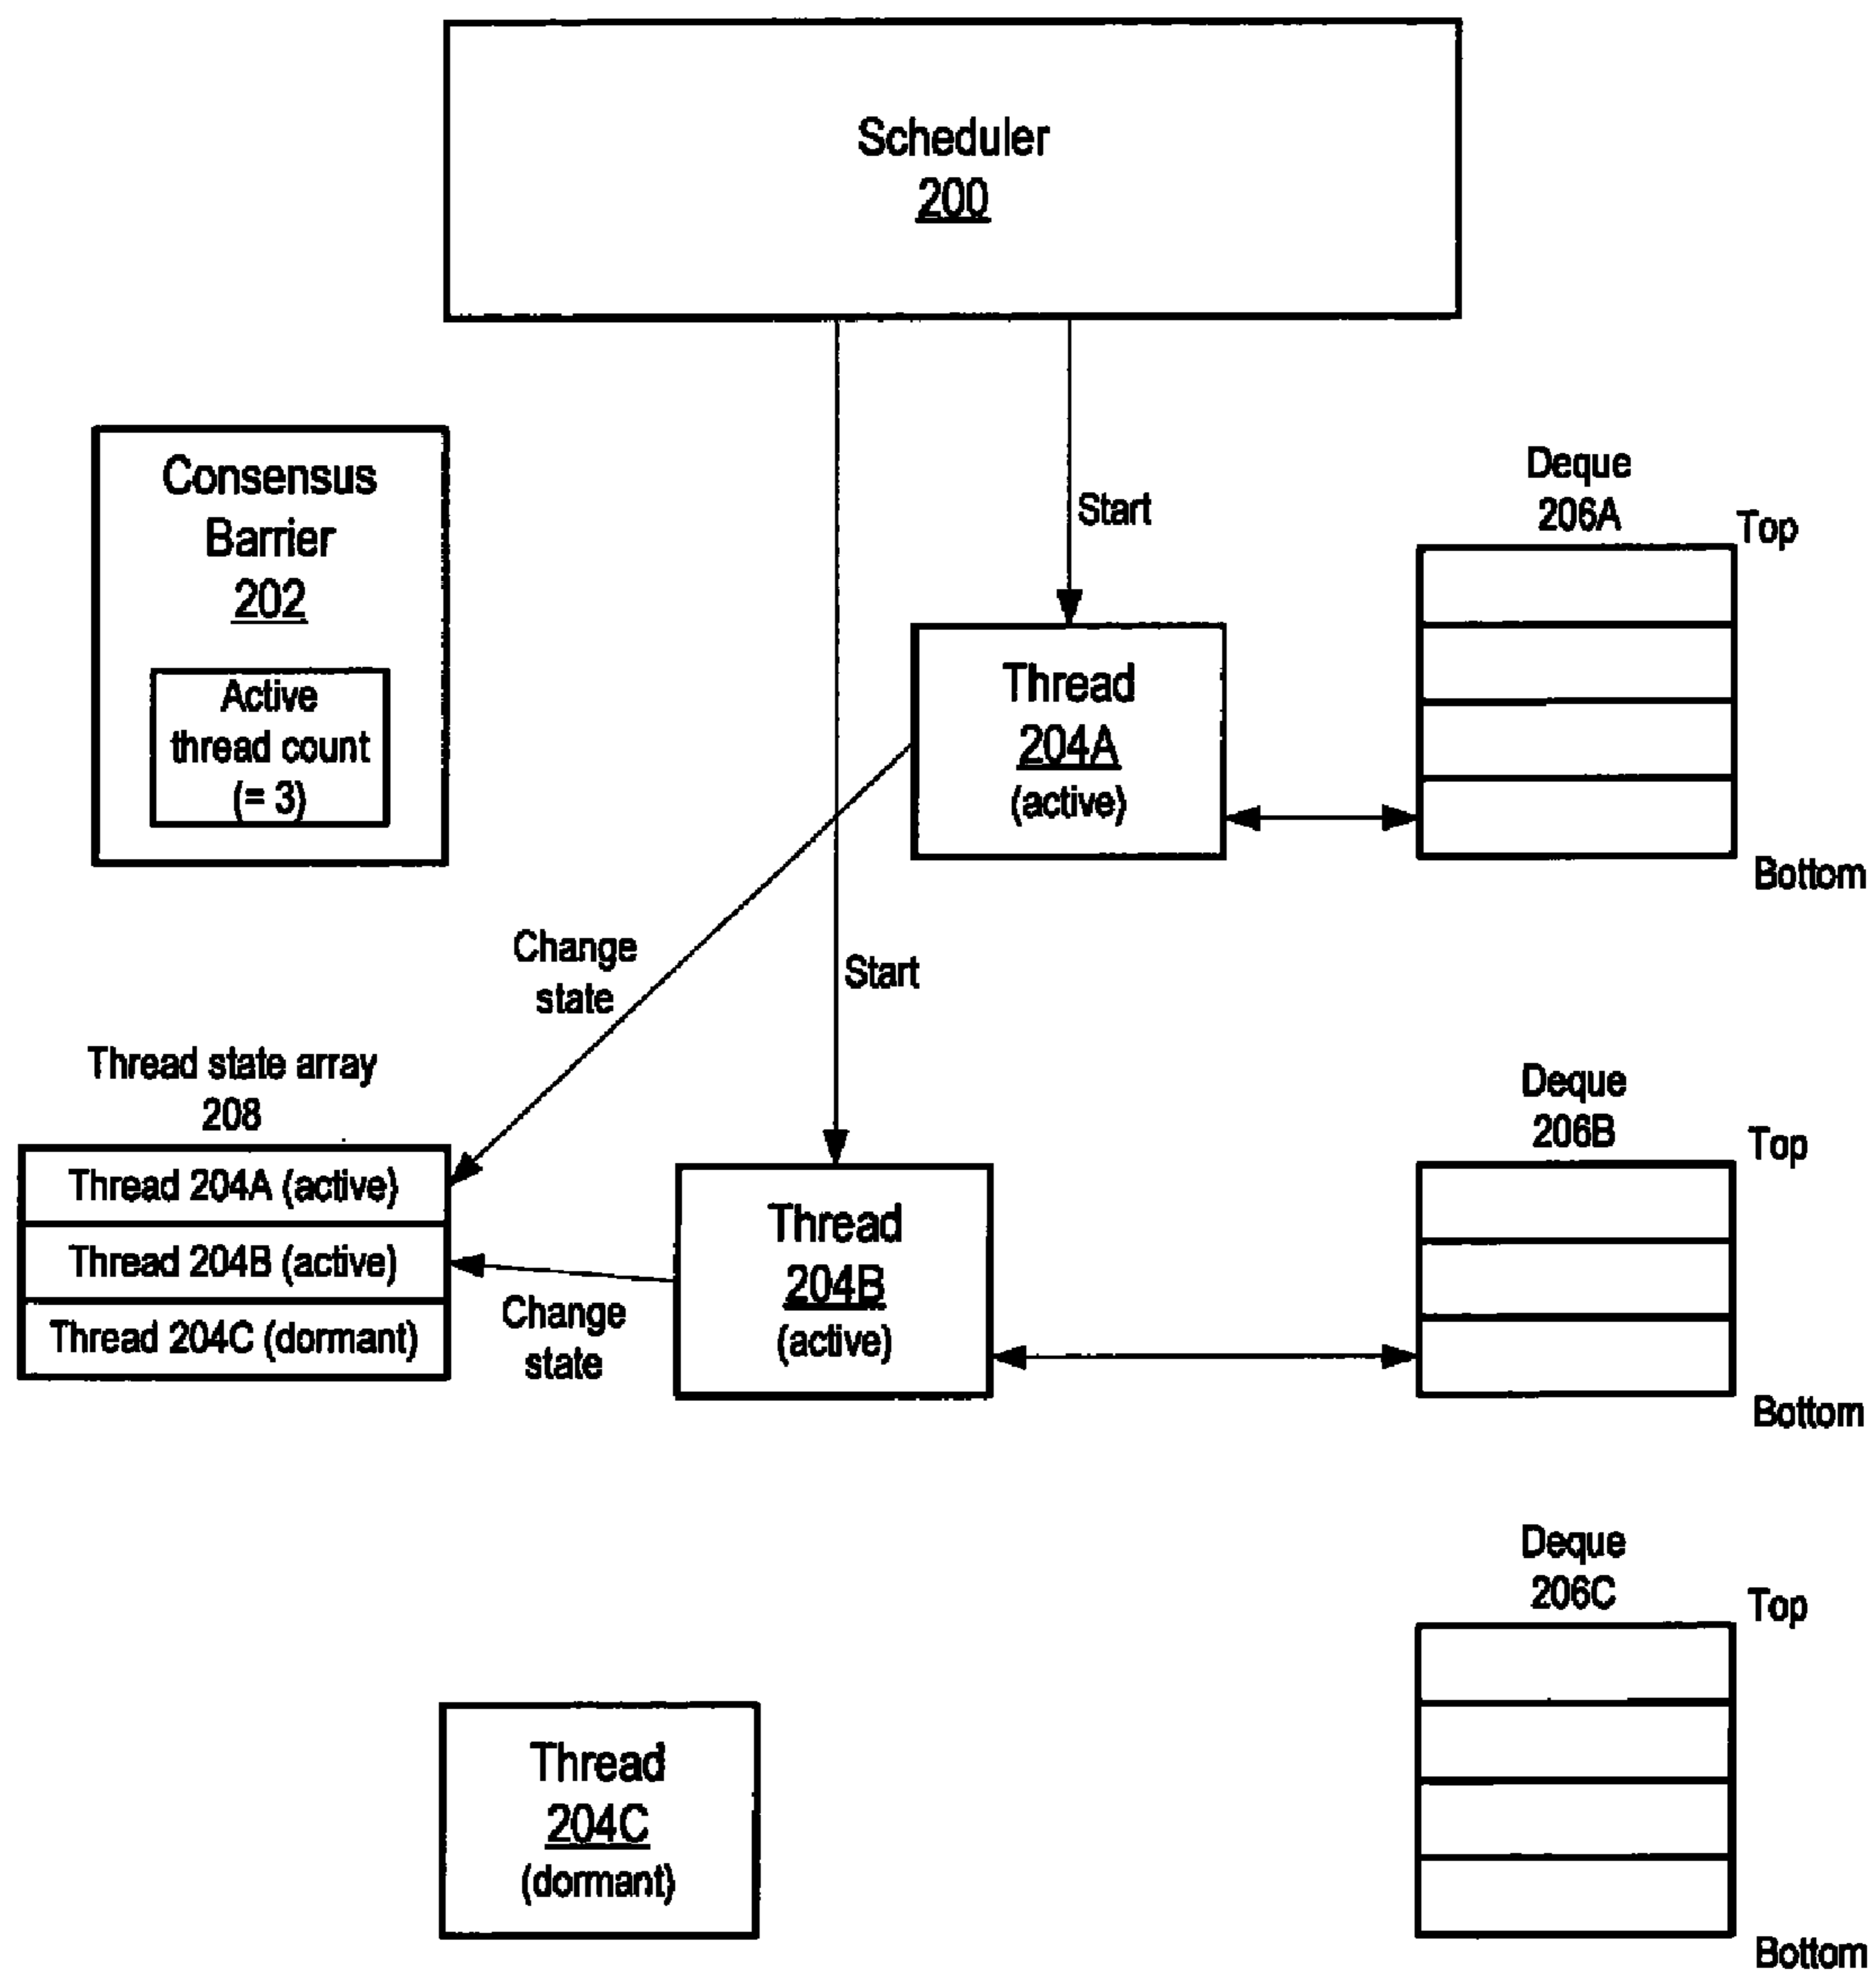 Scheduler
200
Consensus
Barrier
202
Active
thread count
(= 3)
Start
Thread
204A
(active)
Deque
206A
Top
Bottom
Change
state
Start
Thread state array
208
Thread 204A (active)
Thread 204B (active)
Thread 204C (dormant)
Change
state
Thread
204B
(active)
Deque
206B
Top
Bottom
Thread
204C
(dormant)
Deque
206C
Top
Bottom